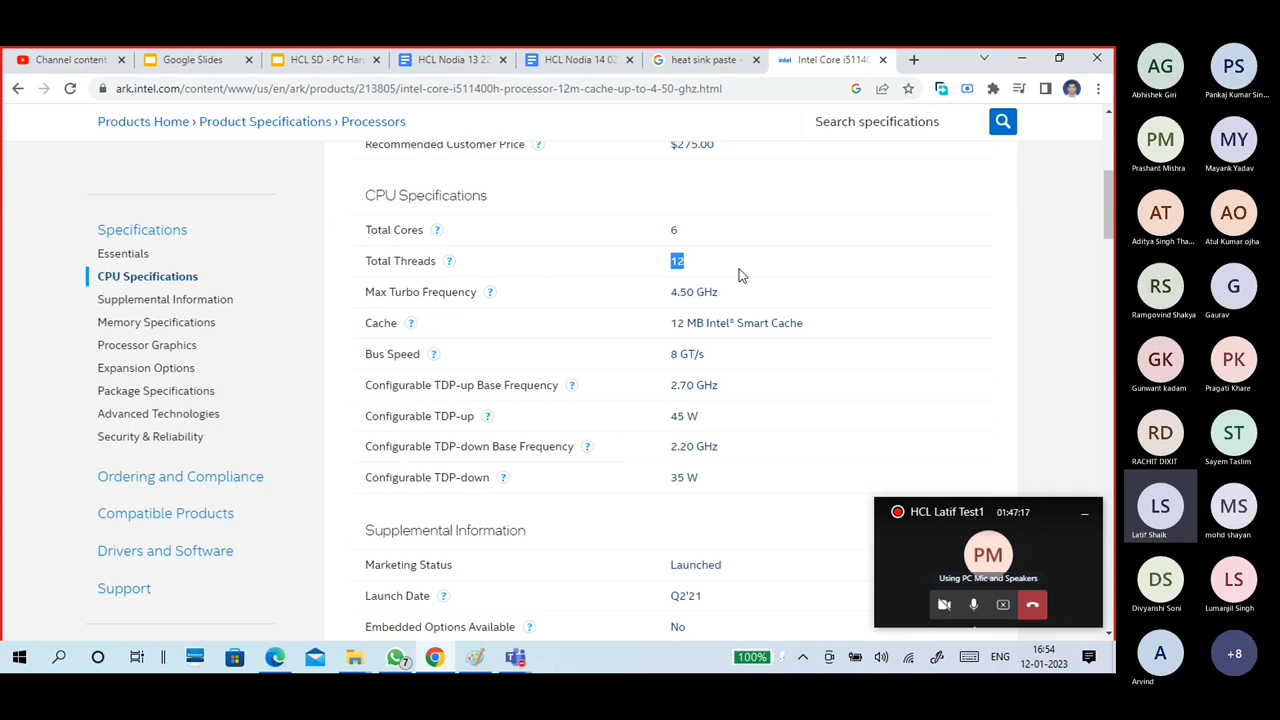 Channel content
Google Slides
HCL SD - PC Har
HCL Nodia 13 22
HCL Nodia 14 02
heat sink paste -
intel Intel Core i51140
ark.intel.com/content/www/us/en/ark/products/213805/intel-core-i511400h-processor-12m-cache-up-to-4-50-ghz.html
Products Home › Product Specifications › Processors
Search specifications
Recommended Customer Price ? $275.00
CPU Specifications
Total Cores ? 6
Total Threads ? 12
Max Turbo Frequency ? 4.50 GHz
Cache ? 12 MB Intel® Smart Cache
Bus Speed ? 8 GT/s
Configurable TDP-up Base Frequency ? 2.70 GHz
Configurable TDP-up ? 45 W
Configurable TDP-down Base Frequency ? 2.20 GHz
Configurable TDP-down ? 35 W
Supplemental Information
Marketing Status Launched
Launch Date ? Q2'21
Embedded Options Available ? No
Specifications
Essentials
CPU Specifications
Supplemental Information
Memory Specifications
Processor Graphics
Expansion Options
Package Specifications
Advanced Technologies
Security & Reliability
Ordering and Compliance
Compatible Products
Drivers and Software
Support
HCL Latif Test1 01:47:17
PM
Using PC Mic and Speakers
7
100%
ENG
16:54
12-01-2023
AG
Abhishek Giri
PS
Pankaj Kumar Sin...
PM
Prashant Mishra
MY
Mayank Yadav
AT
Aditya Singh Tha...
AO
Atul Kumar ojha
RS
Ramgovind Shakya
G
Gaurav
GK
Gunwant kadam
PK
Pragati Khare
RD
RACHIT DIXIT
ST
Sayem Taslim
LS
Latif Shaik
MS
mohd shayan
DS
Divyanshi Soni
LS
Lumanjil Singh
A
Arvind
+8